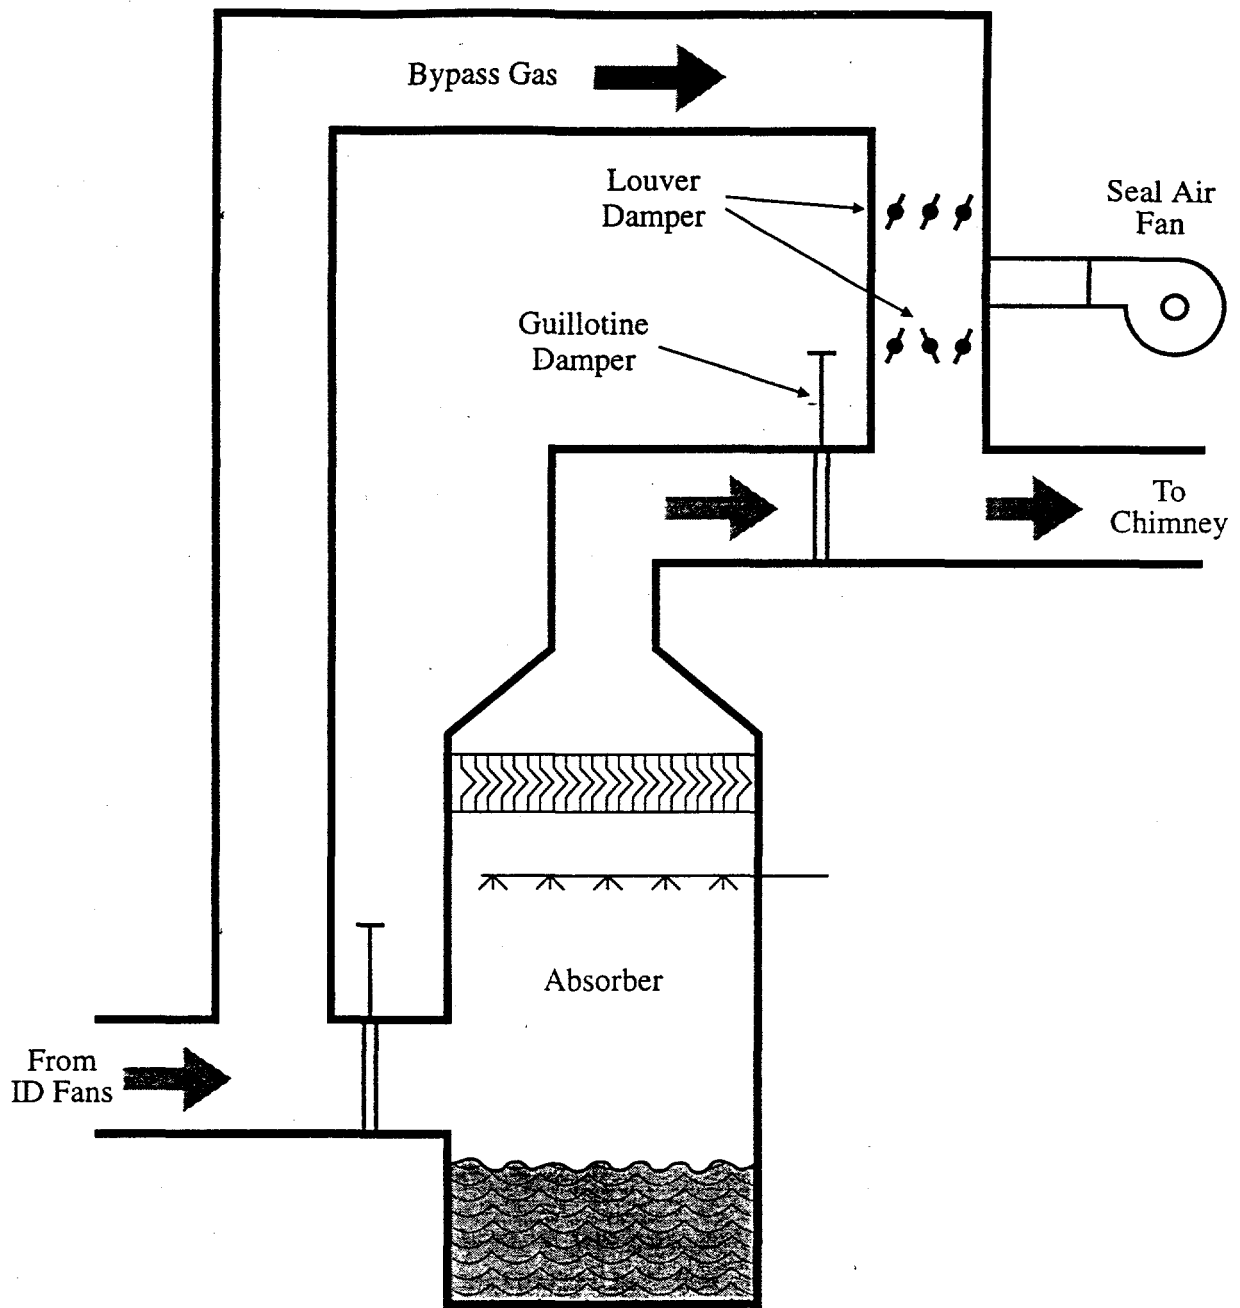 Bypass Gas
Louver
Damper
Seal Air
Fan
Guillotine
Damper
To
Chimney
Absorber
From
ID Fans